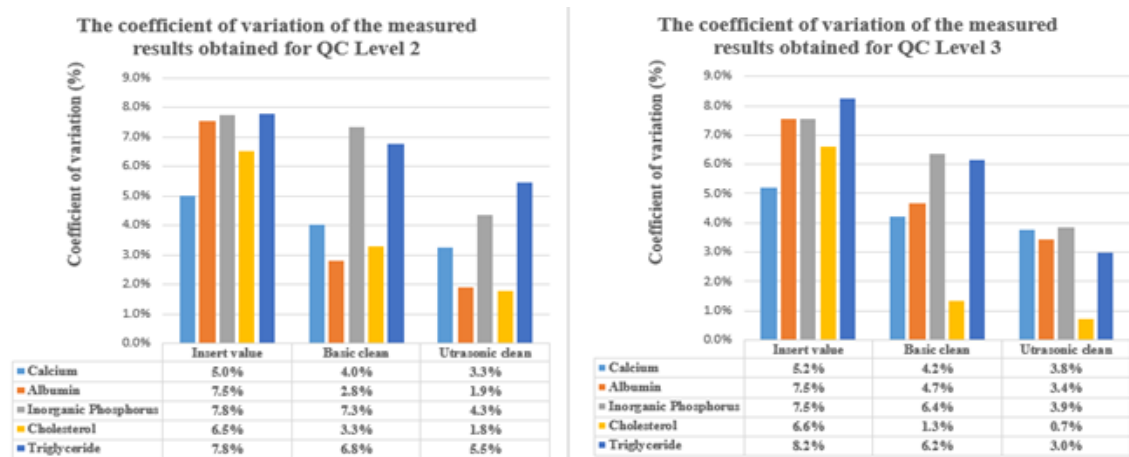 The coefficient of variation of the measured
results obtained for QC Level 2
Coefficient of variation (%)
9.0%
8.0%
7.0%
6.0%
5.0%
4.0%
3.0%
2.0%
1.0%
0.0%
Insert value Basic clean Utrasonic clean
Calcium 5.0% 4.0% 3.3%
Albumin 7.5% 2.8% 1.9%
Inorganic Phosphorus 7.8% 7.3% 4.3%
Cholesterol 6.5% 3.3% 1.8%
Triglyceride 7.8% 6.8% 5.5%
The coefficient of variation of the measured
results obtained for QC Level 3
Coefficient of variation (%)
9.0%
8.0%
7.0%
6.0%
5.0%
4.0%
3.0%
2.0%
1.0%
0.0%
Insert value Basic clean Utrasonic clean
Calcium 5.2% 4.2% 3.8%
Albumin 7.5% 4.7% 3.4%
Inorganic Phosphorus 7.5% 6.4% 3.9%
Cholesterol 6.6% 1.3% 0.7%
Triglyceride 8.2% 6.2% 3.0%